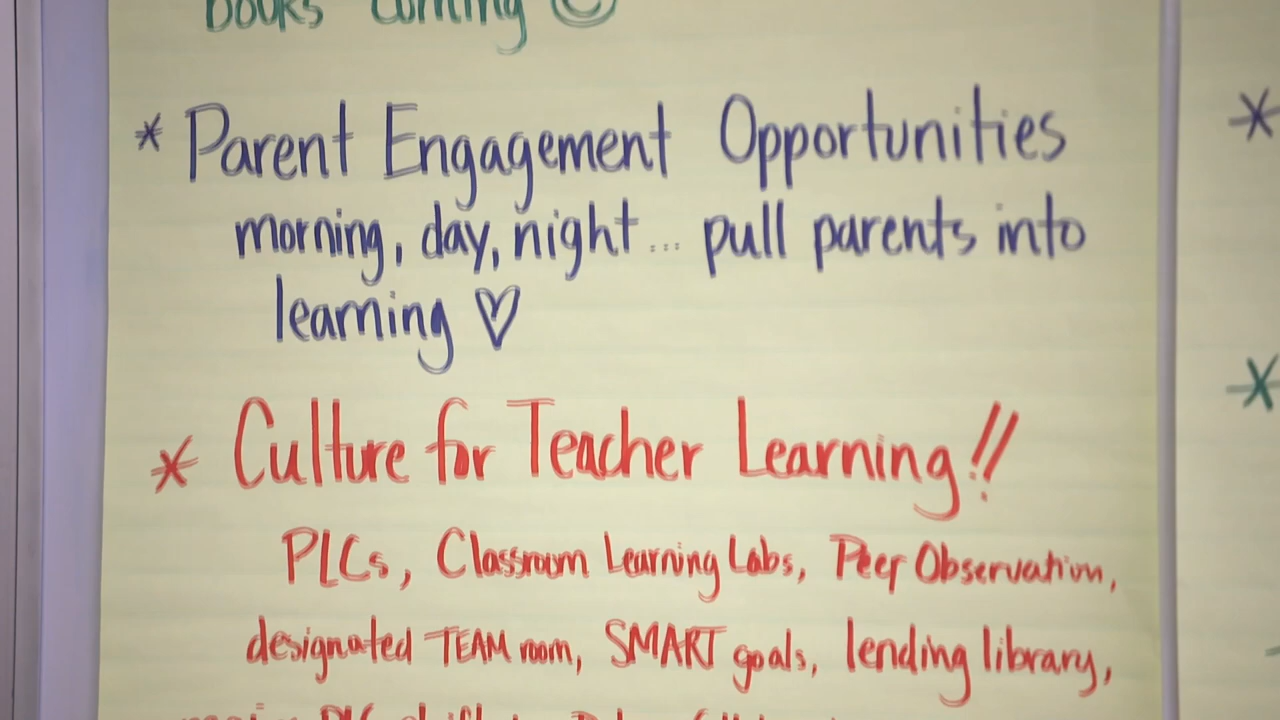 books coming
* Parent Engagement Opportunities
morning, day, night... pull parents into
learning ♡
* Culture for Teacher Learning!!
PLCs, Classroom Learning Labs, Peer Observation,
designated TEAM room, SMART goals, lending library,